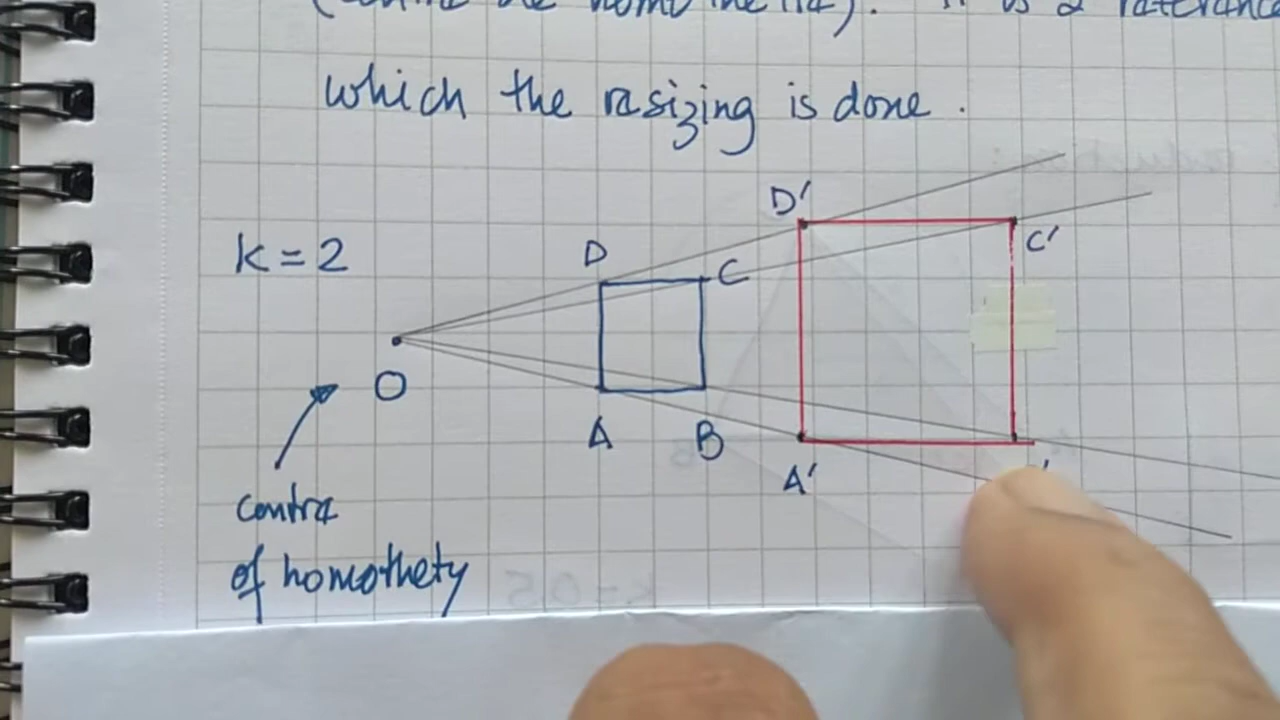 which the resizing is done.
D'
C'
k = 2
D
C
O
A
B
A'
centre
of homothety